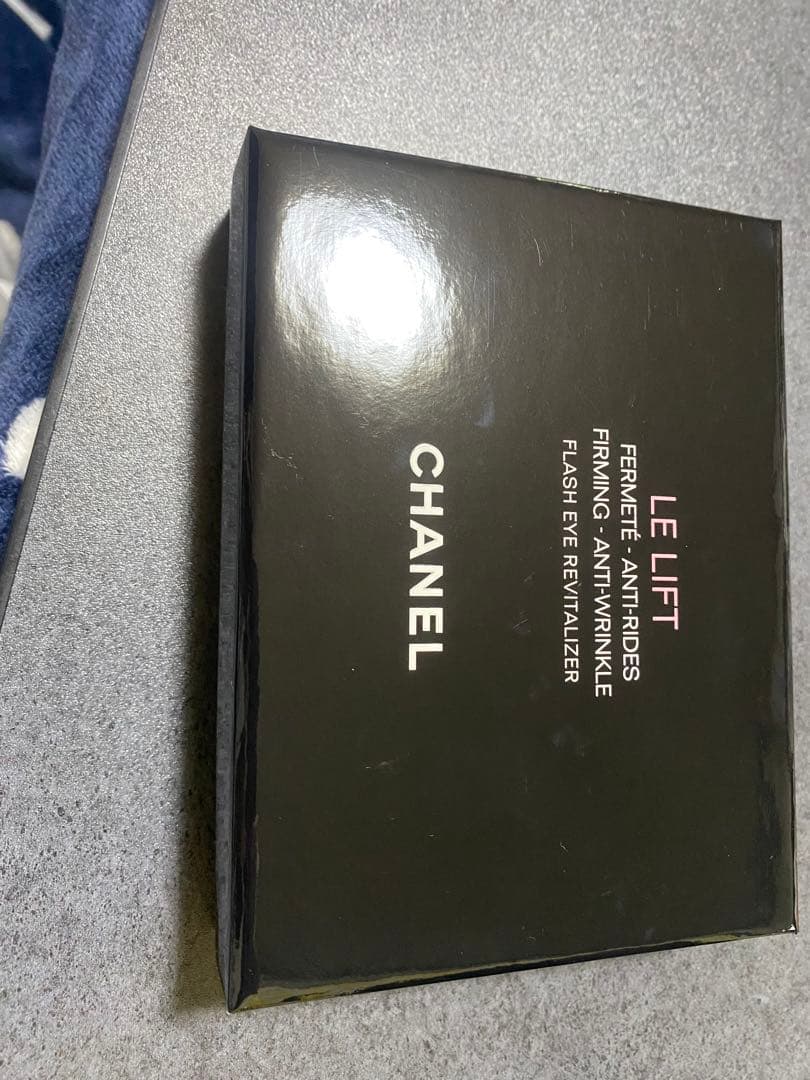 LE LIFT
FERMETÉ - ANTI-RIDES
FIRMING - ANTI-WRINKLE
FLASH EYE REVITALIZER
CHANEL